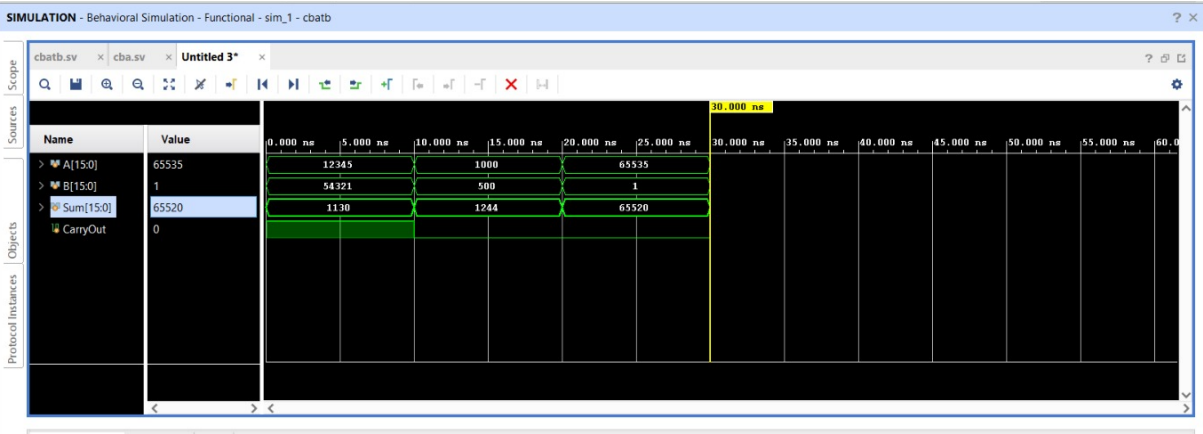 SIMULATION - Behavioral Simulation - Functional - sim_1 - cbatb ? ×
cbatb.sv × cba.sv × Untitled 3* × ?
Scope
Sources
Objects
Protocol Instances
30.000 ns
Name Value 0.000 ns 5.000 ns 10.000 ns 15.000 ns 20.000 ns 25.000 ns 30.000 ns 35.000 ns 40.000 ns 45.000 ns 50.000 ns 55.000 ns 60.0
> A[15:0] 65535 12345 1000 65535
> B[15:0] 1 54321 500 1
> Sum[15:0] 65520 1130 1244 65520
CarryOut 0